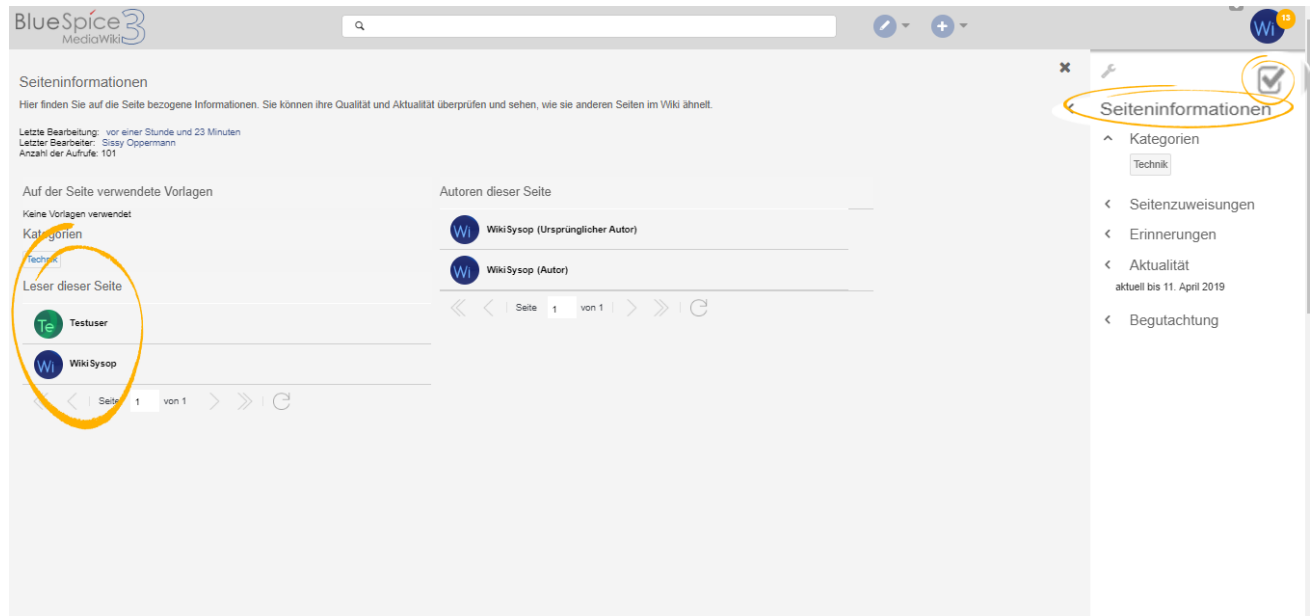 BlueSpice 3
MediaWiki
Wi
13
Seiteninformationen
Hier finden Sie auf die Seite bezogene Informationen. Sie können ihre Qualität und Aktualität überprüfen und sehen, wie sie anderen Seiten im Wiki ähnelt.
Letzte Bearbeitung: vor einer Stunde und 23 Minuten
Letzter Bearbeiter: Sissy Oppermann
Anzahl der Aufrufe: 101
Auf der Seite verwendete Vorlagen
Keine Vorlagen verwendet
Kategorien
Technik
Leser dieser Seite
Te Testuser
Wi WikiSysop
Seite 1 von 1
Autoren dieser Seite
Wi WikiSysop (Ursprünglicher Autor)
Wi WikiSysop (Autor)
Seite 1 von 1
Seiteninformationen
Kategorien
Technik
Seitenzuweisungen
Erinnerungen
Aktualität
aktuell bis 11. April 2019
Begutachtung